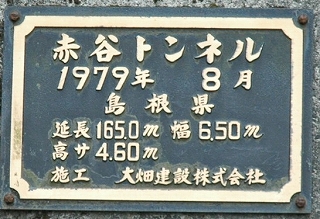 赤谷トンネル
1979年 8月
島根県
延長165.0m 幅6.50m
高サ4.60m
施工 大畑建設株式会社